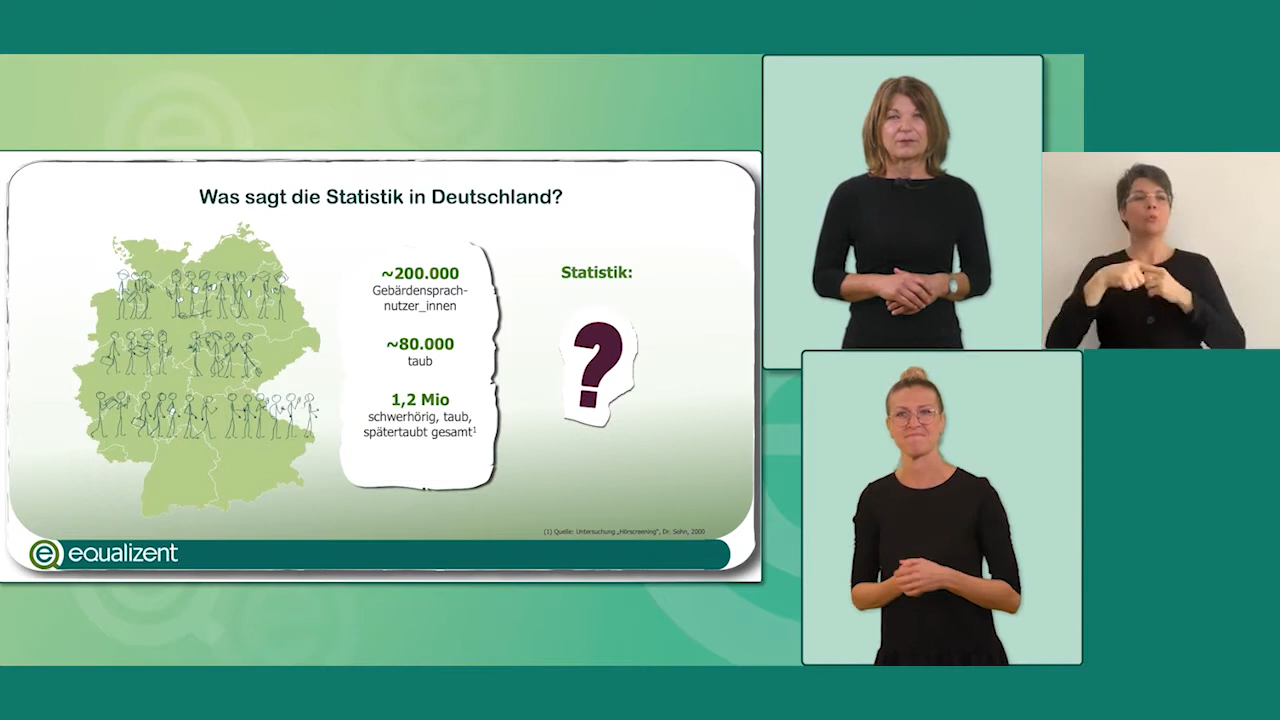 Was sagt die Statistik in Deutschland?
~200.000
Gebärdensprach-
nutzer_innen
~80.000
taub
1,2 Mio
schwerhörig, taub,
spätertaubt gesamt¹
Statistik:
?
(1) Quelle: Untersuchung „Hörscreening", Dr. Sohn, 2000
e equalizent